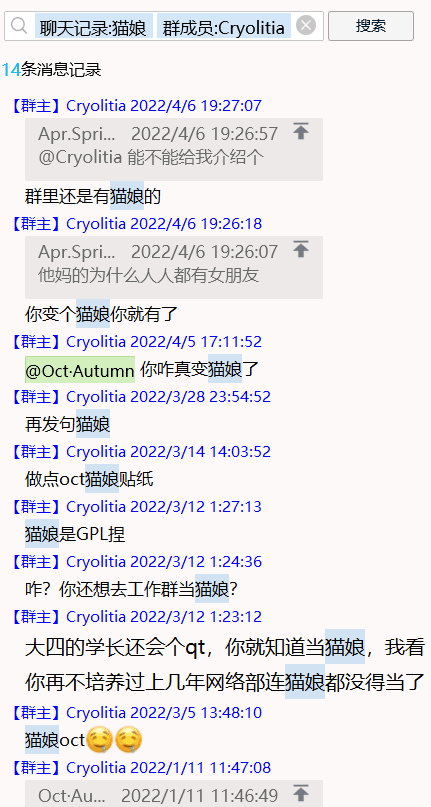 聊天记录:猫娘 群成员:Cryolitia 搜索
14条消息记录
【群主】Cryolitia 2022/4/6 19:27:07
Apr.Spri... 2022/4/6 19:26:57
@Cryolitia 能不能给我介绍个
群里还是有猫娘的
【群主】Cryolitia 2022/4/6 19:26:18
Apr.Spri... 2022/4/6 19:26:07
他妈的为什么人人都有女朋友
你变个猫娘你就有了
【群主】Cryolitia 2022/4/5 17:11:52
@Oct·Autumn 你咋真变猫娘了
【群主】Cryolitia 2022/3/28 23:54:52
再发句猫娘
【群主】Cryolitia 2022/3/14 14:03:52
做点oct猫娘贴纸
【群主】Cryolitia 2022/3/12 1:27:13
猫娘是GPL捏
【群主】Cryolitia 2022/3/12 1:24:36
咋？你还想去工作群当猫娘？
【群主】Cryolitia 2022/3/12 1:23:12
大四的学长还会个qt，你就知道当猫娘，我看
你再不培养过上几年网络部连猫娘都没得当了
【群主】Cryolitia 2022/3/5 13:48:10
猫娘oct
【群主】Cryolitia 2022/1/11 11:47:08
Oct·Au... 2022/1/11 11:46:49